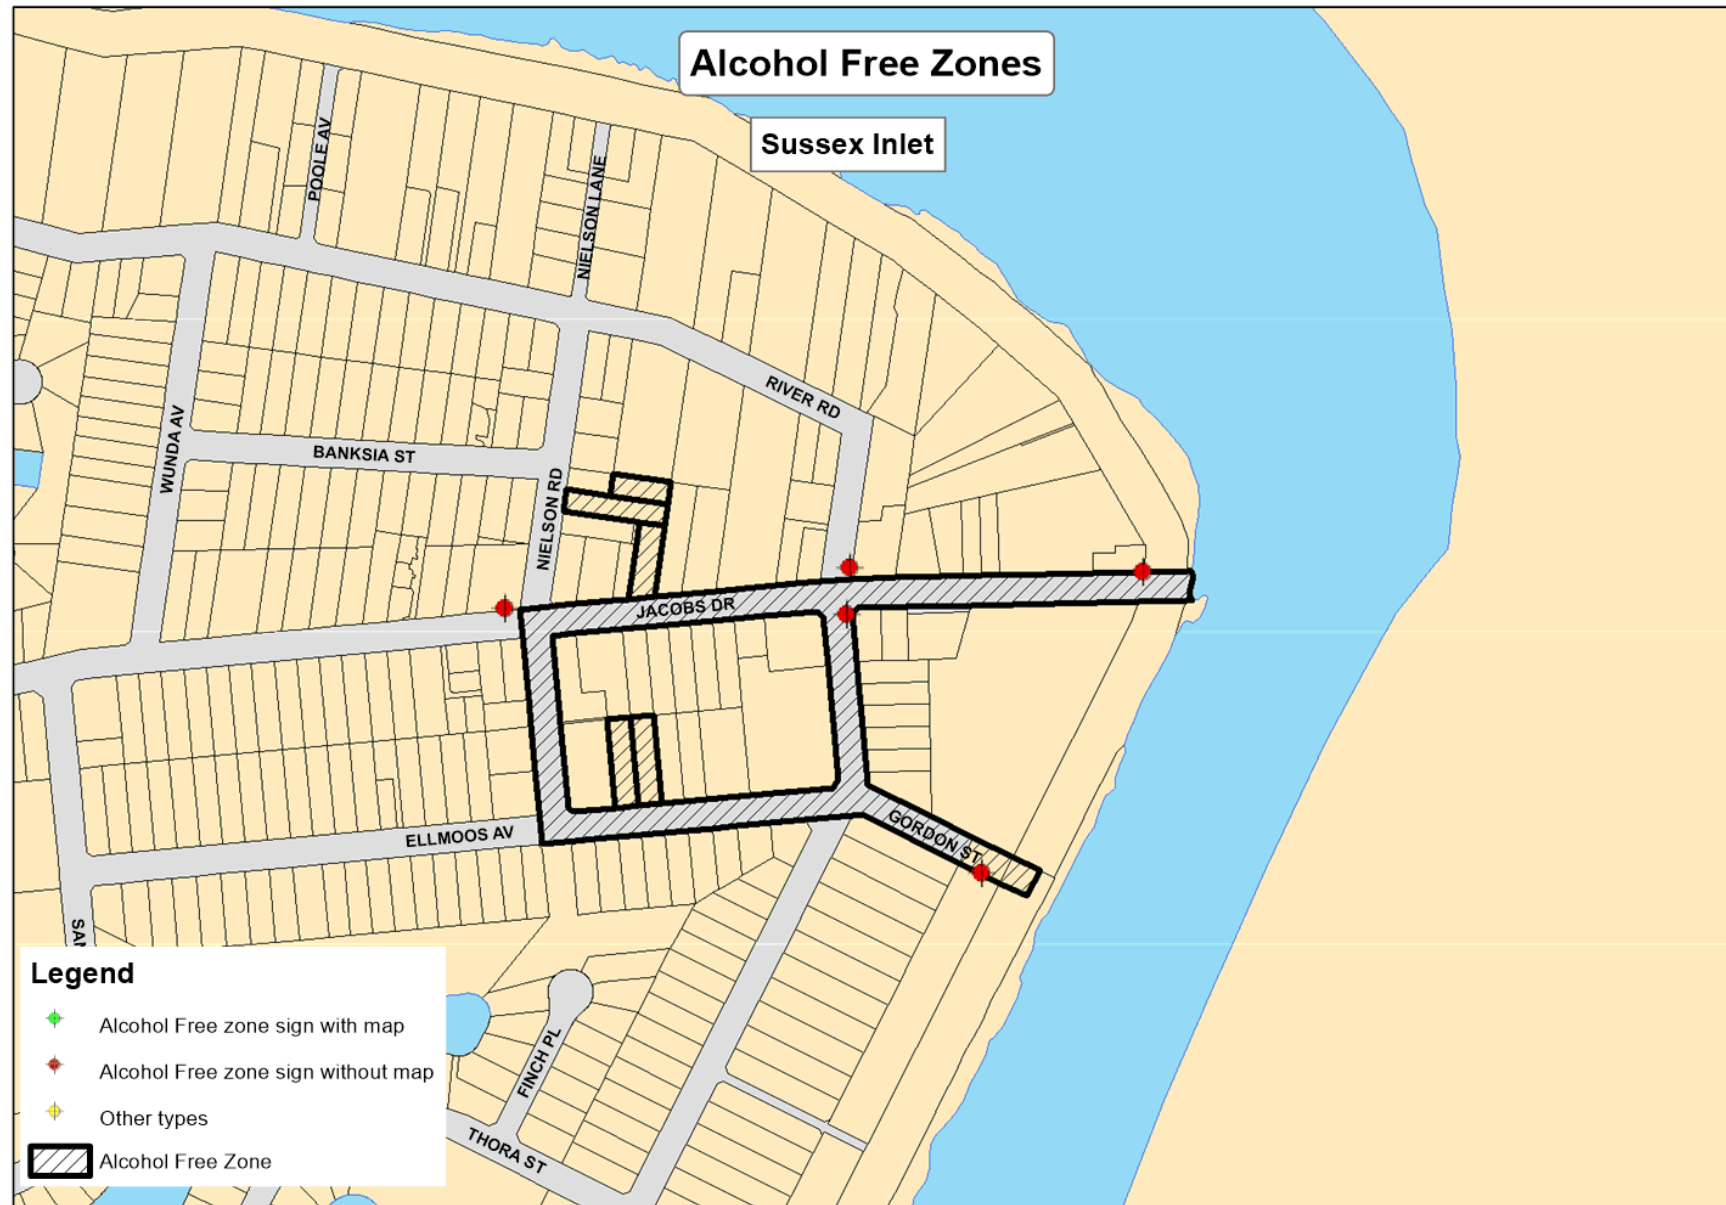 Alcohol Free Zones
Sussex Inlet
POOLE AV
NIELSON LANE
RIVER RD
WUNDA AV
BANKSIA ST
NIELSON RD
JACOBS DR
ELLMOOS AV
GORDON ST
FINCH PL
THORA ST
Legend
Alcohol Free zone sign with map
Alcohol Free zone sign without map
Other types
Alcohol Free Zone